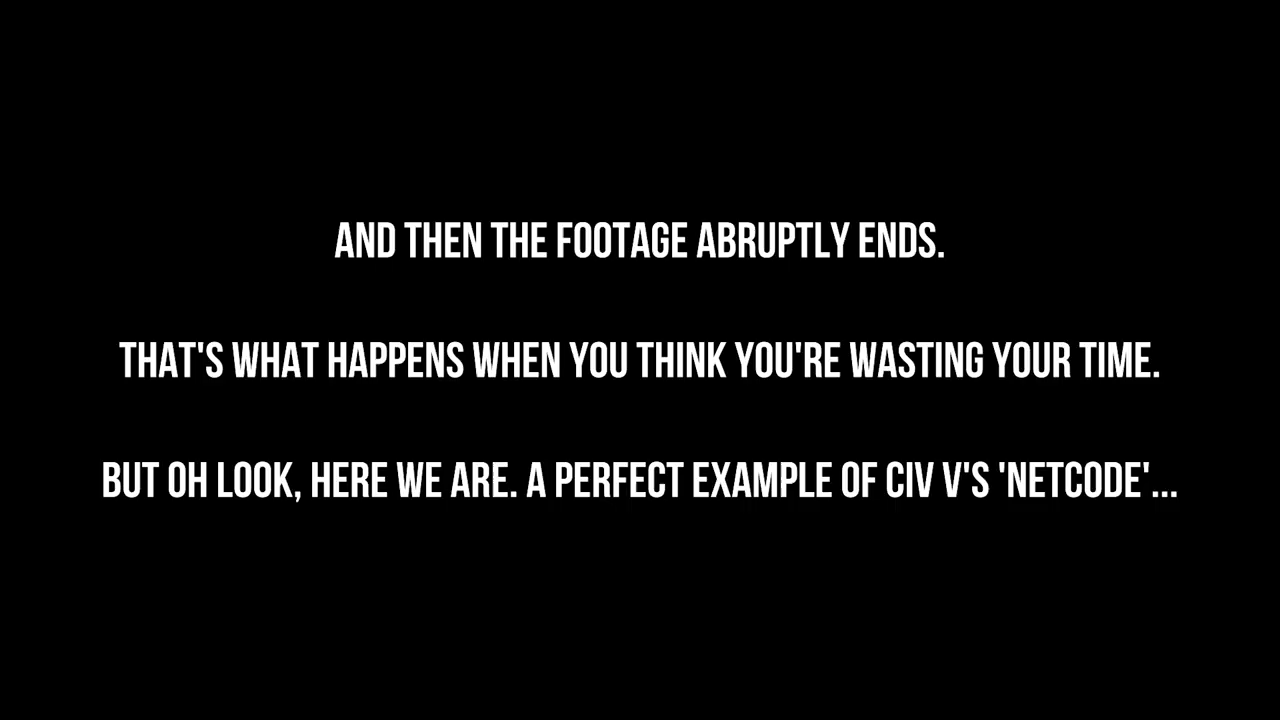 AND THEN THE FOOTAGE ABRUPTLY ENDS.
THAT'S WHAT HAPPENS WHEN YOU THINK YOU'RE WASTING YOUR TIME.
BUT OH LOOK, HERE WE ARE. A PERFECT EXAMPLE OF CIV V'S 'NETCODE'...